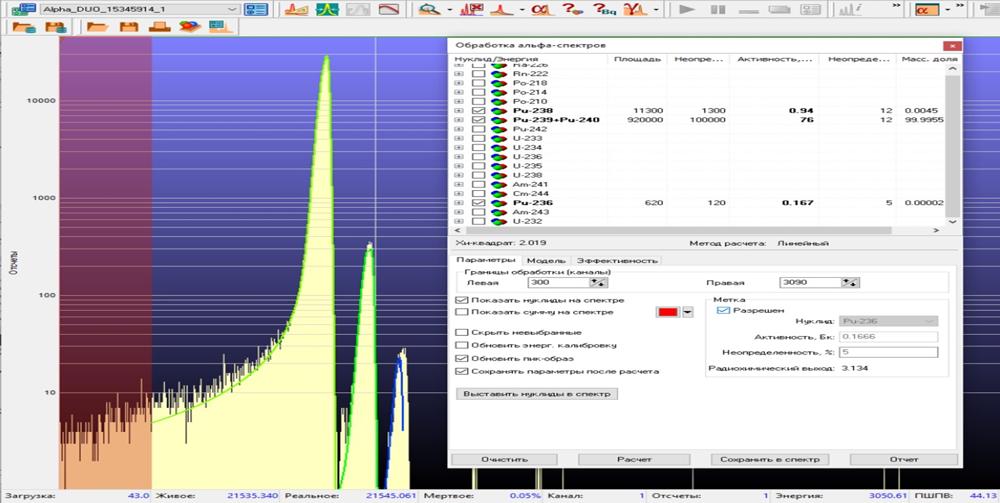 Alpha_DUO_15345914_1
Обработка альфа-спектров
Нуклид/Энергия Площадь Неопре... Активность,... Неопреде... Масс. доля
Ra-226
Rn-222
Po-218
Po-214
Po-210
Pu-238 11300 1300 0.94 12 0.0045
Pu-239+Pu-240 920000 100000 76 12 99.9955
Pu-242
U-233
U-234
U-236
U-235
U-238
Am-241
Cm-244
Pu-236 620 120 0.167 5 0.00002
Am-243
U-232
Хи-квадрат: 2.019 Метод расчета: Линейный
Параметры Модель Эффективность
Границы обработки (каналы)
Левая 300 Правая 3090
Показать нуклиды на спектре
Показать сумму на спектре
Скрыть невыбранные
Обновить энерг. калибровку
Обновить пик-образ
Сохранять параметры после расчета
Метка
Разрешен
Нуклид: Pu-236
Активность, Бк: 0.1666
Неопределенность, %: 5
Радиохимический выход: 3.134
Выставить нуклиды в спектр
Очистить Расчет Сохранить в спектр Отчет
10000
1000
100
10
Отсчеты
Загрузка: 43.0 Живое: 21535.340 Реальное: 21545.061 Мертвое: 0.05% Канал: 1 Отсчеты: 1 Энергия: 3050.61 ПШПВ: 44.13